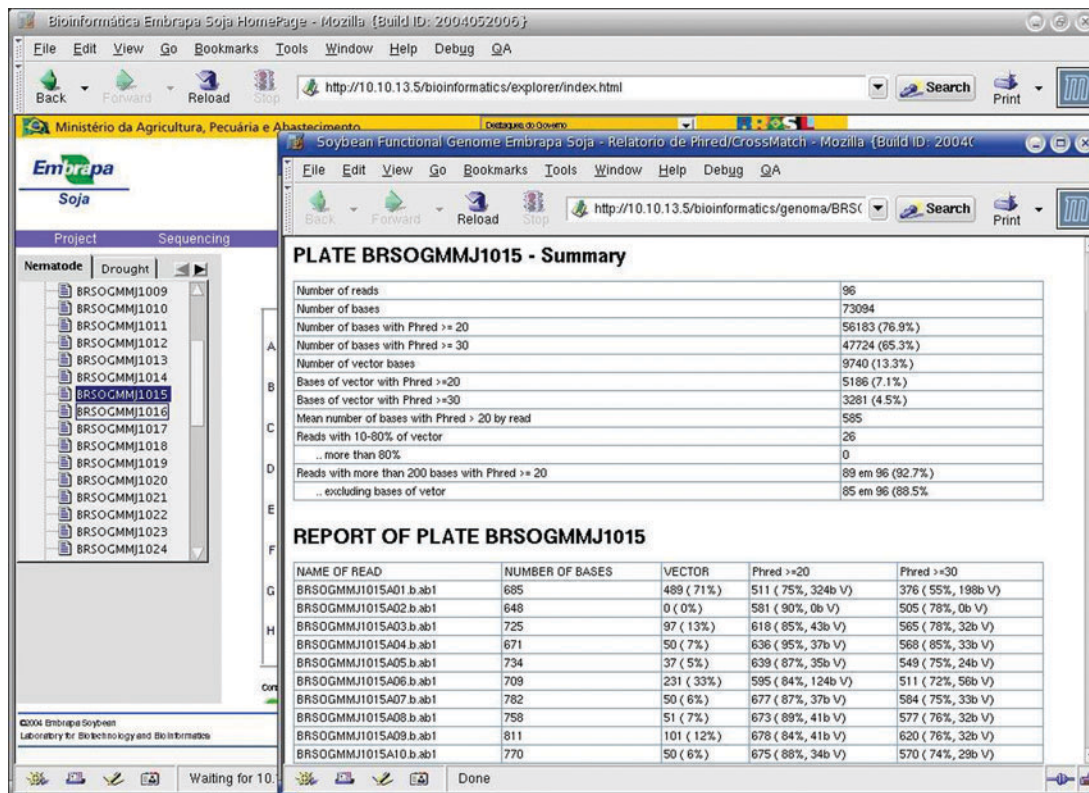 Bioinformática Embrapa Soja HomePage - Mozilla {Build ID: 2004052006}
File Edit View Go Bookmarks Tools Window Help Debug QA
Back Forward Reload Stop http://10.10.13.5/bioinformatics/explorer/index.html Search Print
Ministério da Agricultura, Pecuária e Abastecimento Destaques do Governo BRASIL
Embrapa
Soja
Project Sequencing
Nematode Drought
BRSOGMMJ1009
BRSOGMMJ1010
BRSOGMMJ1011
BRSOGMMJ1012
BRSOGMMJ1013
BRSOGMMJ1014
BRSOGMMJ1015
BRSOGMMJ1016
BRSOGMMJ1017
BRSOGMMJ1018
BRSOGMMJ1019
BRSOGMMJ1020
BRSOGMMJ1021
BRSOGMMJ1022
BRSOGMMJ1023
BRSOGMMJ1024
A
B
C
D
E
F
G
H
©2004 Embrapa Soybean
Laboratory for Biotechnology and Bioinformatics
Waiting for 10.
Soybean Functional Genome Embrapa Soja - Relatorio de Phred/CrossMatch - Mozilla {Build ID: 2004
File Edit View Go Bookmarks Tools Window Help Debug QA
Back Forward Reload Stop http://10.10.13.5/bioinformatics/genoma/BRSO Search Print
PLATE BRSOGMMJ1015 - Summary
Number of reads 96
Number of bases 73094
Number of bases with Phred >= 20 56183 (76.9%)
Number of bases with Phred >= 30 47724 (65.3%)
Number of vector bases 9740 (13.3%)
Bases of vector with Phred >=20 5186 (7.1%)
Bases of vector with Phred >=30 3281 (4.5%)
Mean number of bases with Phred > 20 by read 585
Reads with 10-80% of vector 26
.. more than 80% 0
Reads with more than 200 bases with Phred >= 20 89 em 96 (92.7%)
.. excluding bases of vetor 85 em 96 (88.5%
REPORT OF PLATE BRSOGMMJ1015
NAME OF READ NUMBER OF BASES VECTOR Phred >=20 Phred >=30
BRSOGMMJ1015A01.b.ab1 685 489 ( 71%) 511 (75%, 324b V) 376 ( 55%, 198b V)
BRSOGMMJ1015A02.b.ab1 648 0 ( 0%) 581 (90%, 0b V) 505 ( 78%, 0b V)
BRSOGMMJ1015A03.b.ab1 725 97 ( 13%) 618 (85%, 43b V) 565 ( 78%, 32b V)
BRSOGMMJ1015A04.b.ab1 671 50 ( 7%) 636 (95%, 37b V) 568 ( 85%, 33b V)
BRSOGMMJ1015A05.b.ab1 734 37 ( 5%) 639 (87%, 35b V) 549 ( 75%, 24b V)
BRSOGMMJ1015A06.b.ab1 709 231 ( 33%) 595 (84%, 124b V) 511 ( 72%, 56b V)
BRSOGMMJ1015A07.b.ab1 782 50 ( 6%) 677 (87%, 37b V) 584 ( 75%, 33b V)
BRSOGMMJ1015A08.b.ab1 758 51 ( 7%) 673 (89%, 41b V) 577 ( 76%, 32b V)
BRSOGMMJ1015A09.b.ab1 811 101 ( 12%) 678 (84%, 41b V) 620 ( 76%, 32b V)
BRSOGMMJ1015A10.b.ab1 770 50 ( 6%) 675 (88%, 34b V) 570 ( 74%, 29b V)
Done